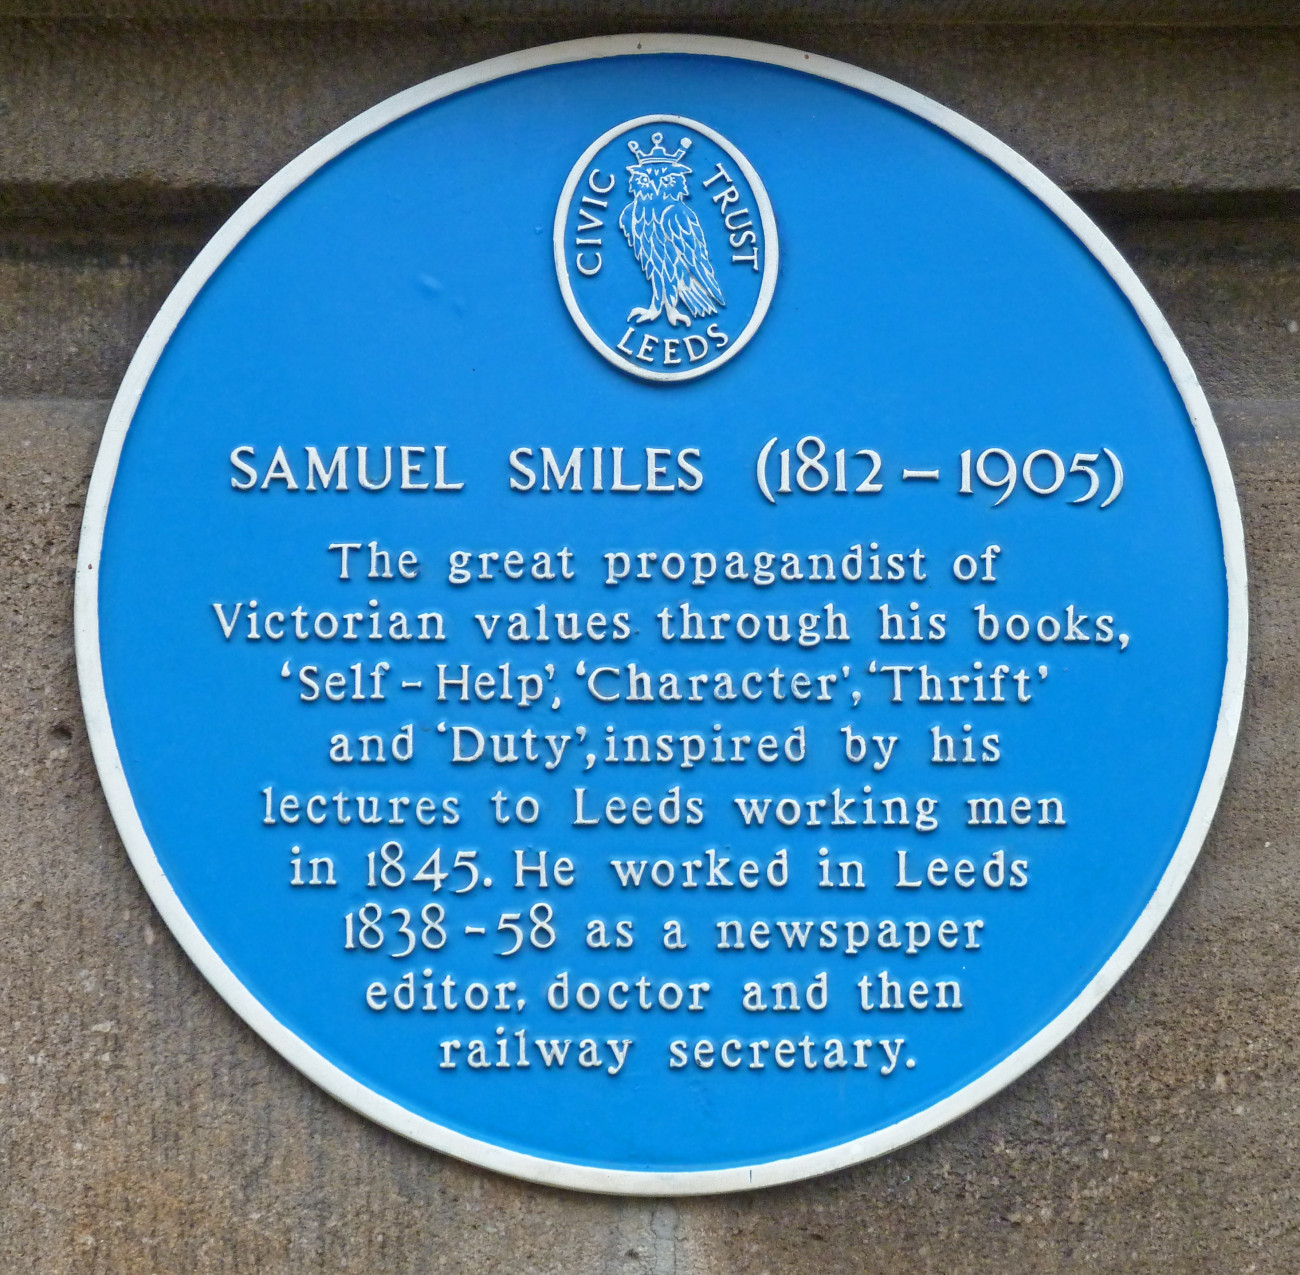 CIVIC TRUST
LEEDS
SAMUEL SMILES (1812 – 1905)
The great propagandist of
Victorian values through his books,
‘Self - Help’, ‘Character’, ‘Thrift’
and ‘Duty’, inspired by his
lectures to Leeds working men
in 1845. He worked in Leeds
1838 - 58 as a newspaper
editor, doctor and then
railway secretary.